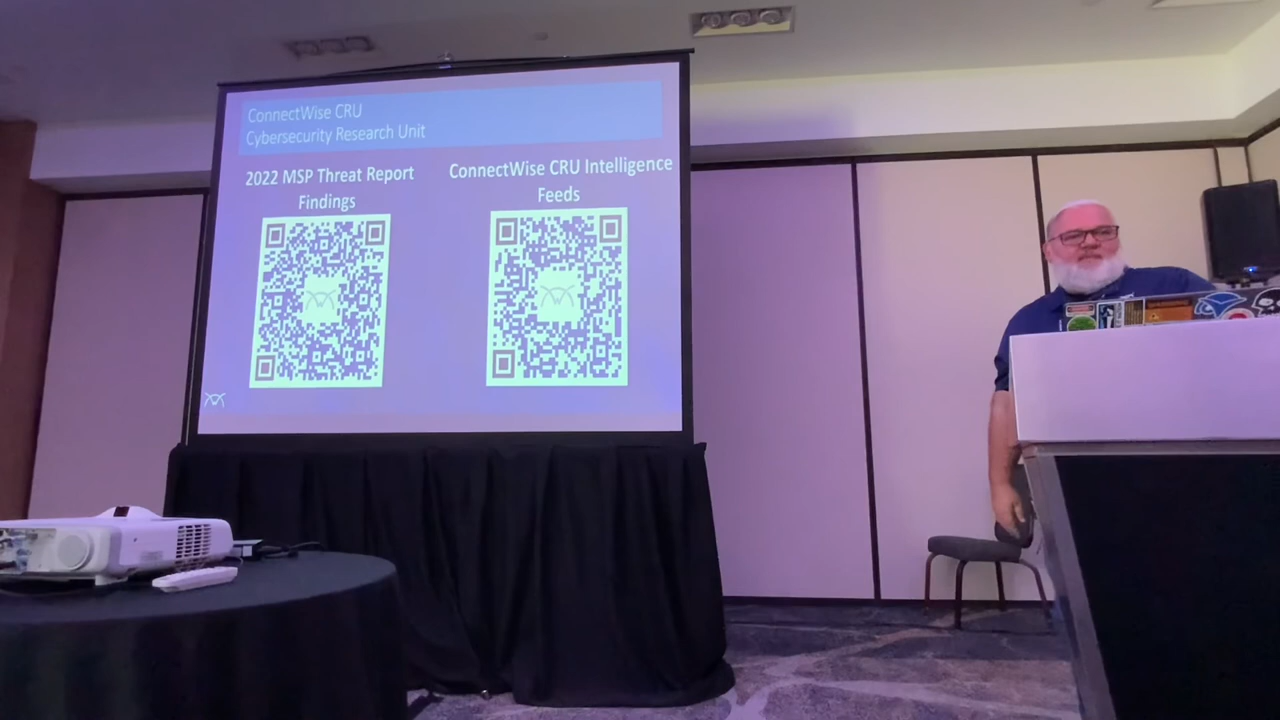 ConnectWise CRU
Cybersecurity Research Unit
2022 MSP Threat Report
Findings
ConnectWise CRU Intelligence
Feeds